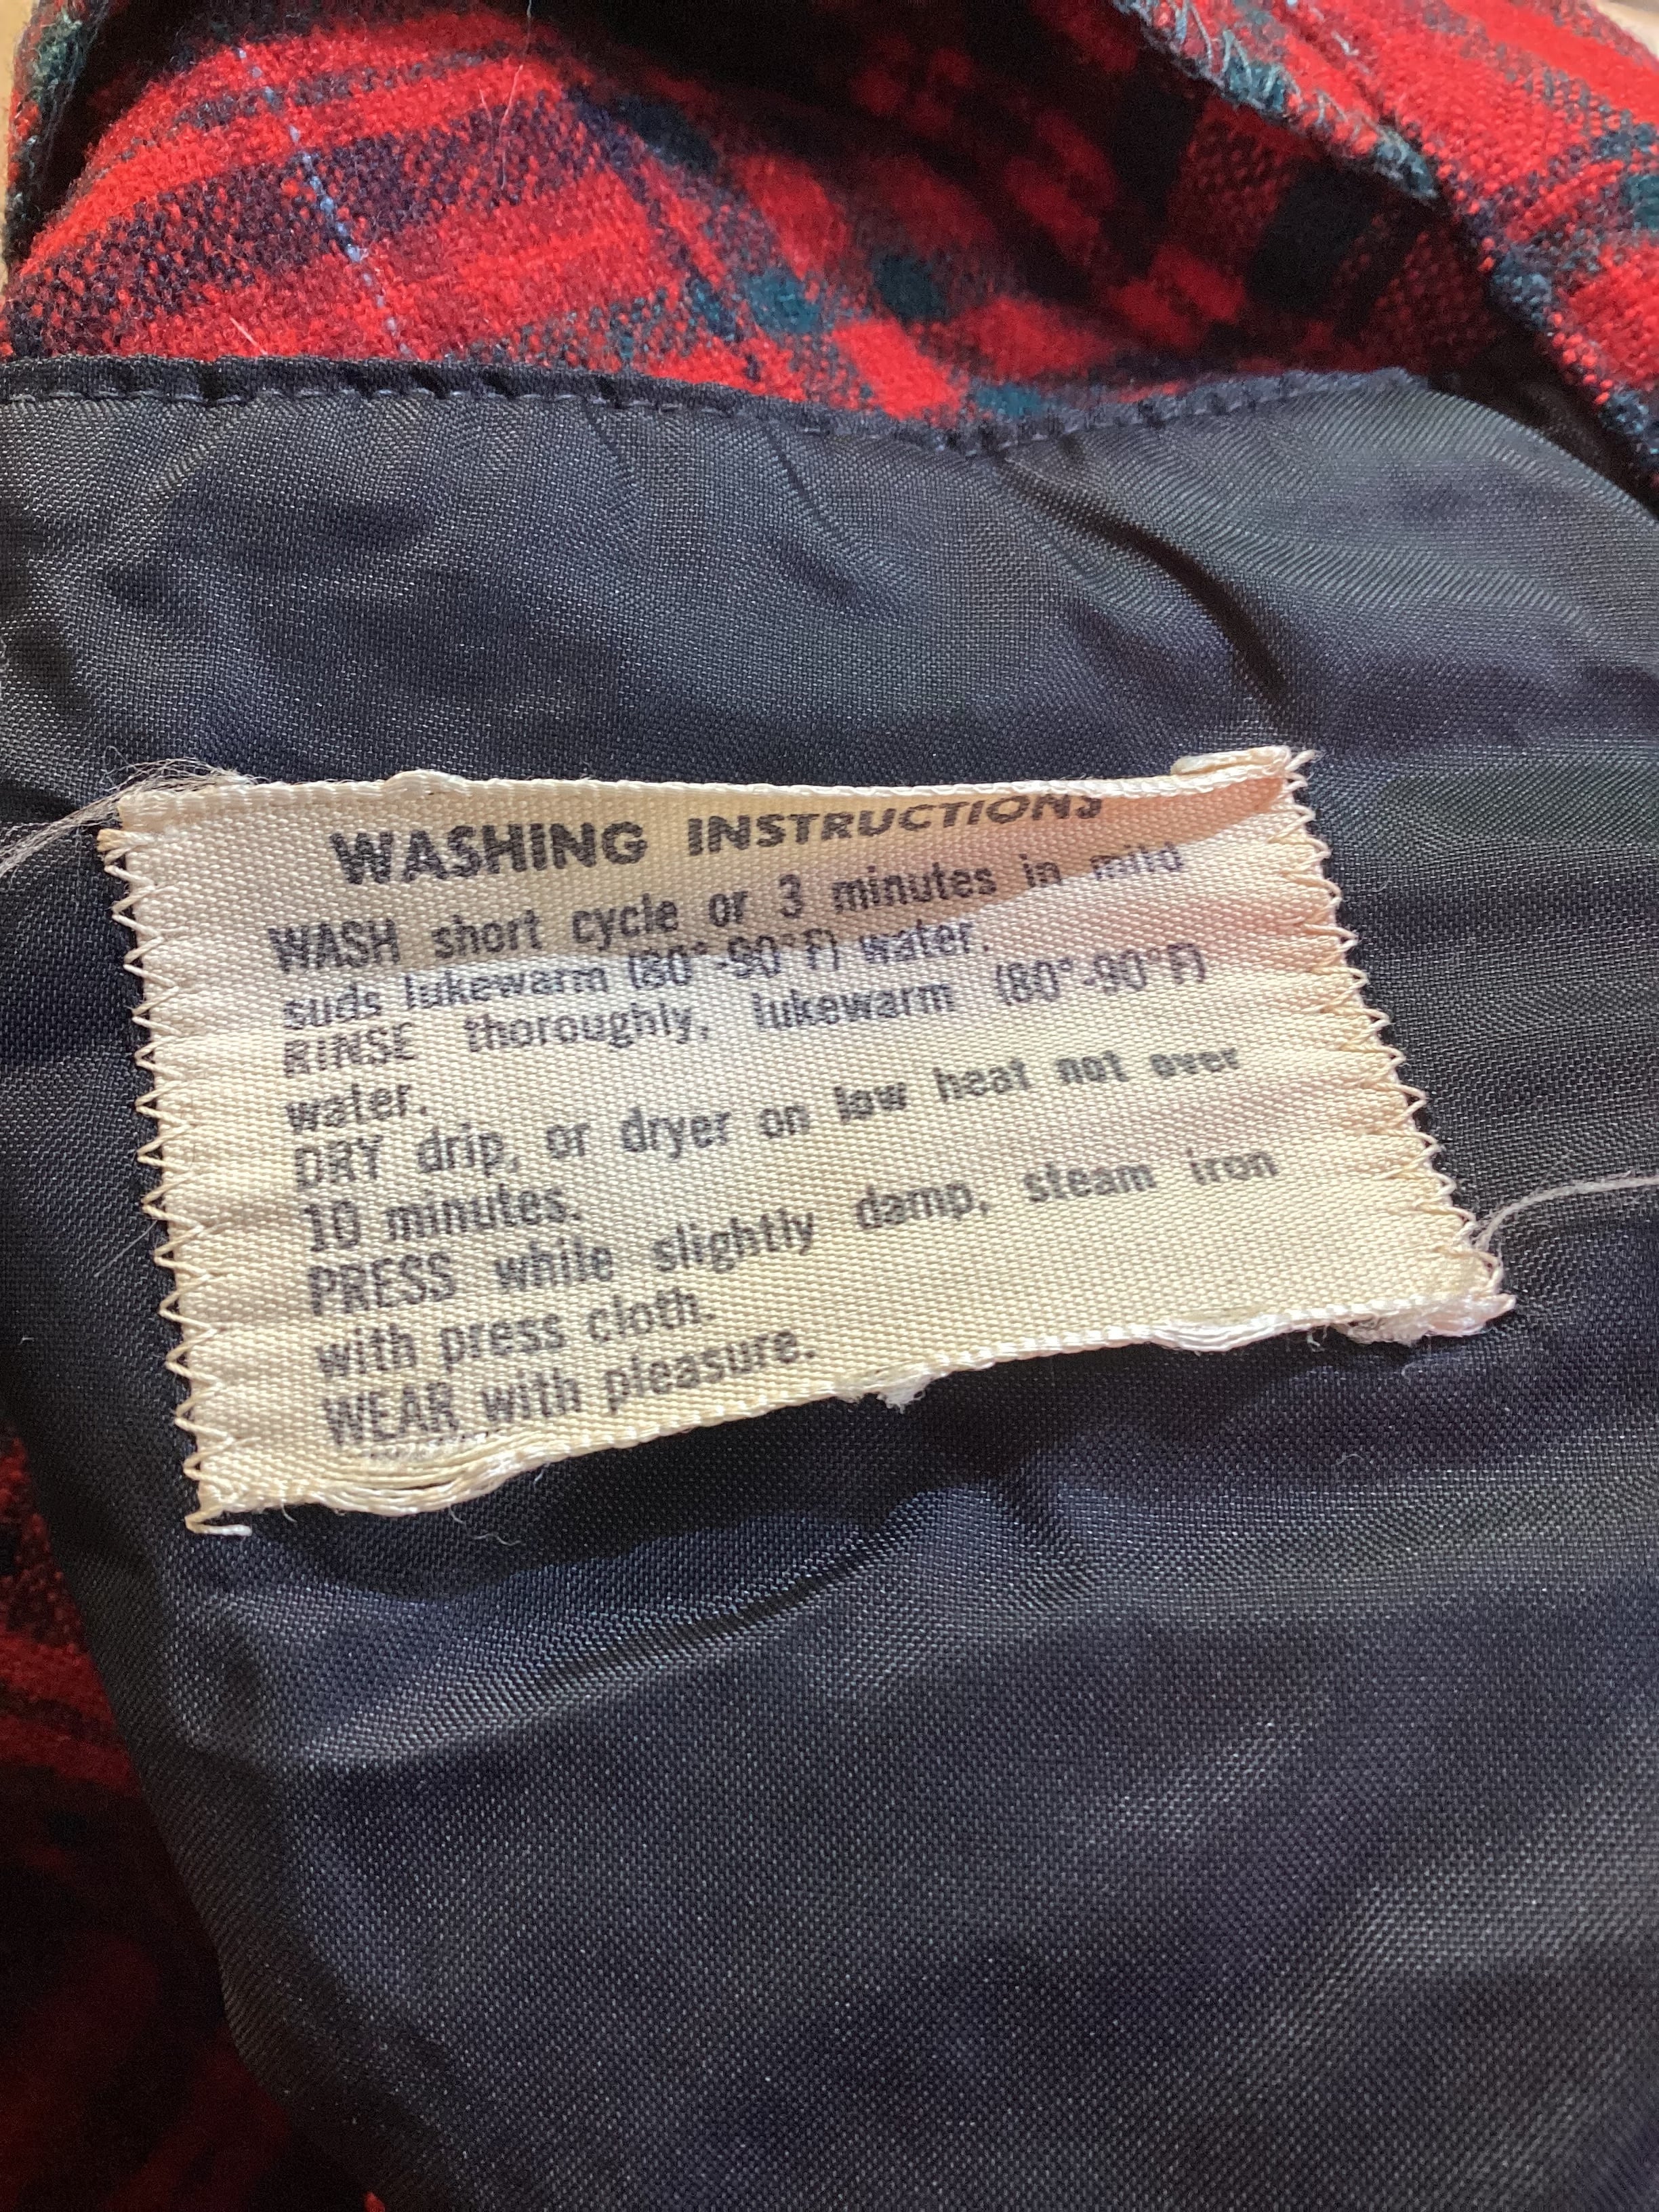 WASHING INSTRUCTIONS
WASH short cycle or 3 minutes in mild
suds lukewarm (80°-90°F) water.
RINSE thoroughly, lukewarm (80°-90°F)
water.
DRY drip, or dryer on low heat not over
10 minutes.
PRESS while slightly damp, steam iron
with press cloth.
WEAR with pleasure.